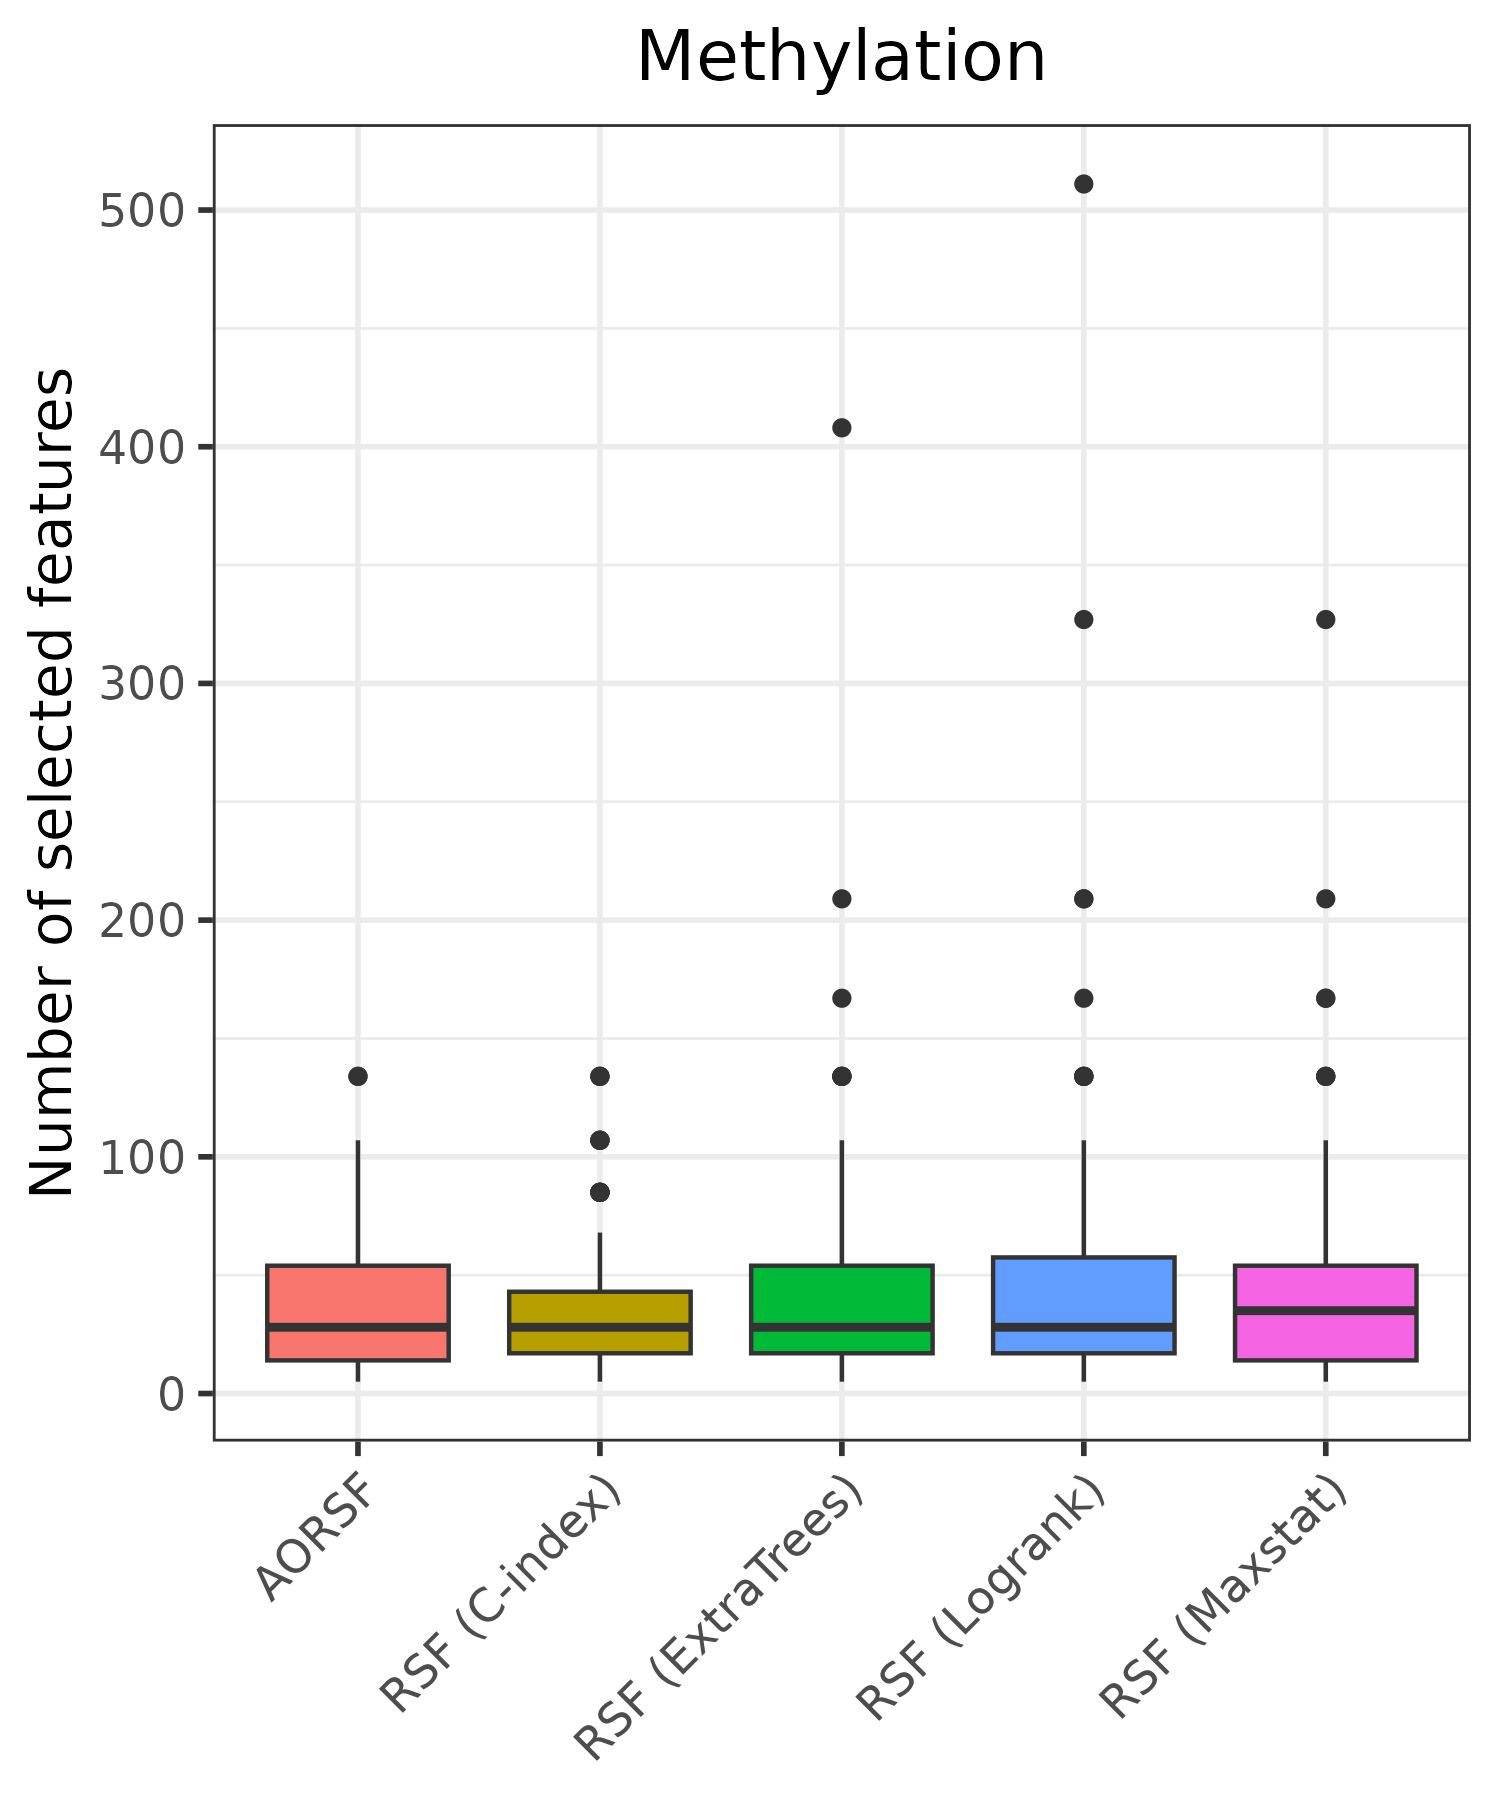 Methylation
Number of selected features
500
400
300
200
100
0
AORSF
RSF (C-index)
RSF (ExtraTrees)
RSF (Logrank)
RSF (Maxstat)